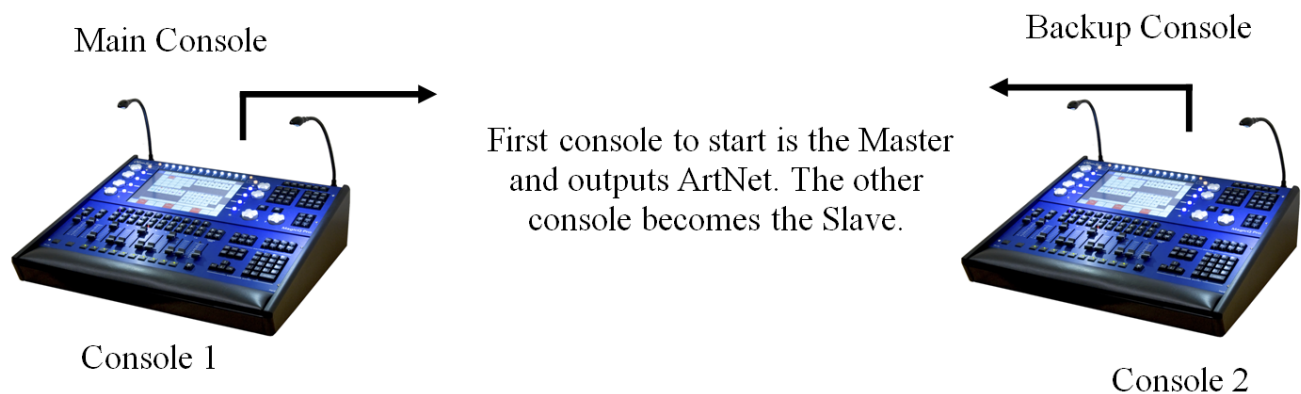 Main Console
Backup Console
First console to start is the Master
and outputs ArtNet. The other
console becomes the Slave.
Console 1
Console 2